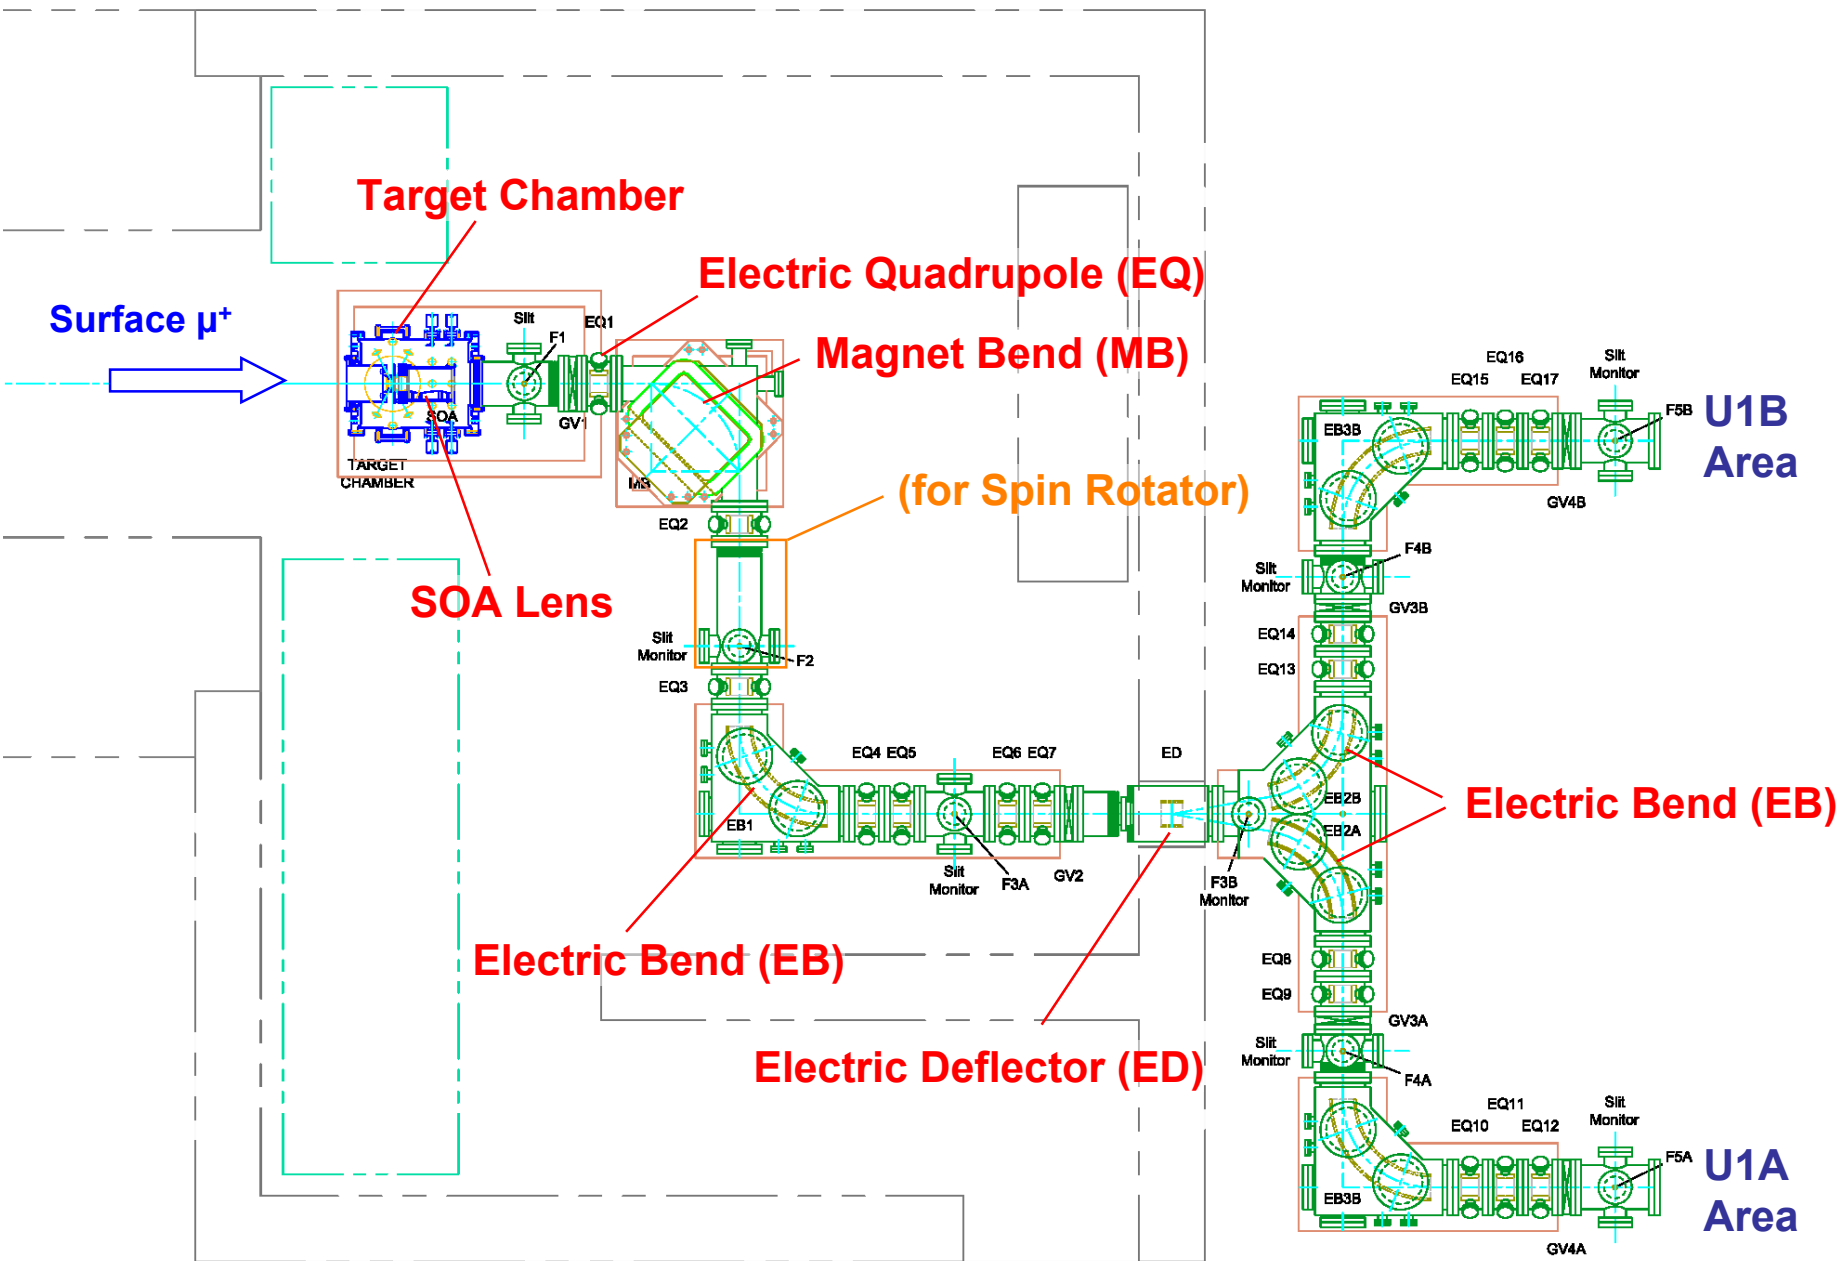 Target Chamber
Electric Quadrupole (EQ)
Surface µ⁺
Slit
F1
EQ1
Magnet Bend (MB)
SOA
GV1
TARGET
CHAMBER
MB
(for Spin Rotator)
EQ2
SOA Lens
Slit
Monitor
F2
EQ3
EQ4 EQ5
EQ6 EQ7
ED
EB1
Slit
Monitor
F3A
GV2
F3B
Monitor
Electric Bend (EB)
Electric Deflector (ED)
EQ16
EQ15
EQ17
Slit
Monitor
F5B
U1B
Area
EB3B
GV4B
F4B
Slit
Monitor
GV3B
EQ14
EQ13
EB2B
EB2A
Electric Bend (EB)
EQ8
EQ9
GV3A
Slit
Monitor
F4A
EQ11
EQ10
EQ12
Slit
Monitor
F5A
U1A
Area
EB3B
GV4A